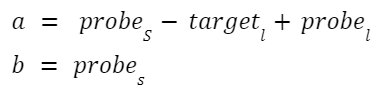 a = probe_S − target_l + probe_l
b = probe_s